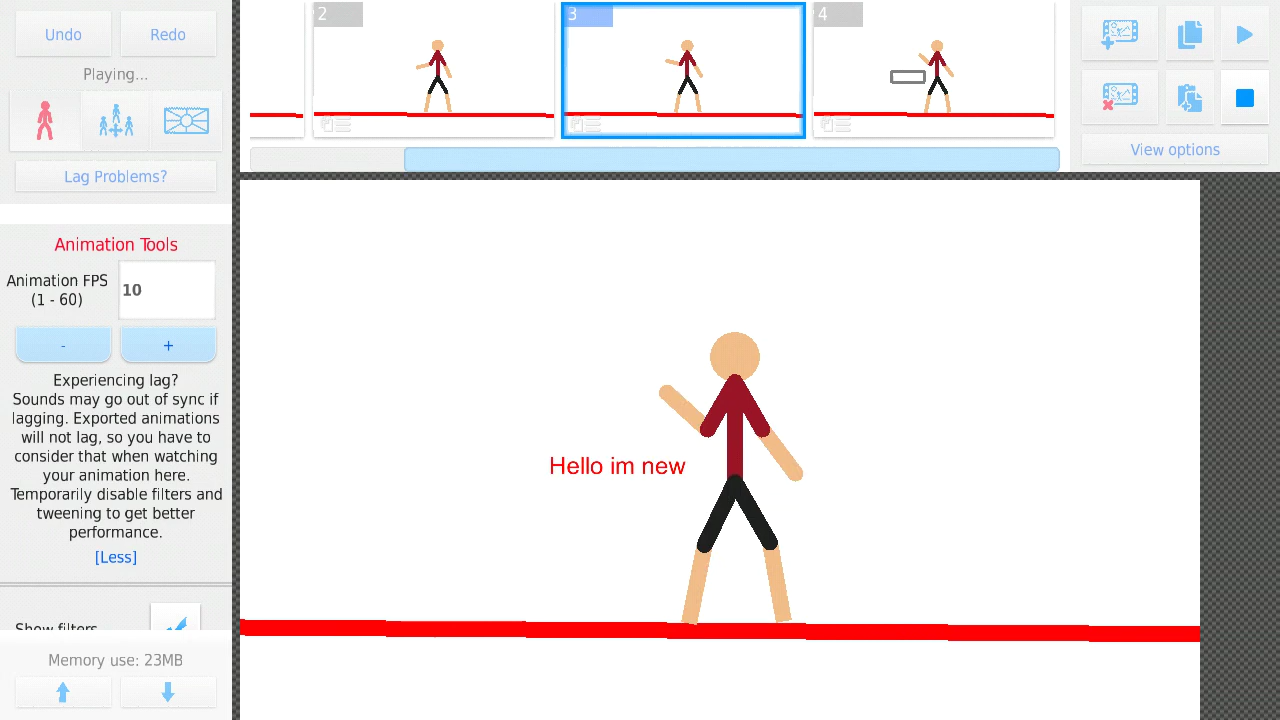 Undo
Redo
Playing...
Lag Problems?
Animation Tools
Animation FPS
(1 - 60)
10
-
+
Experiencing lag?
Sounds may go out of sync if
lagging. Exported animations
will not lag, so you have to
consider that when watching
your animation here.
Temporarily disable filters and
tweening to get better
performance.
[Less]
Show filters
Memory use: 23MB
2
3
4
View options
Hello im new